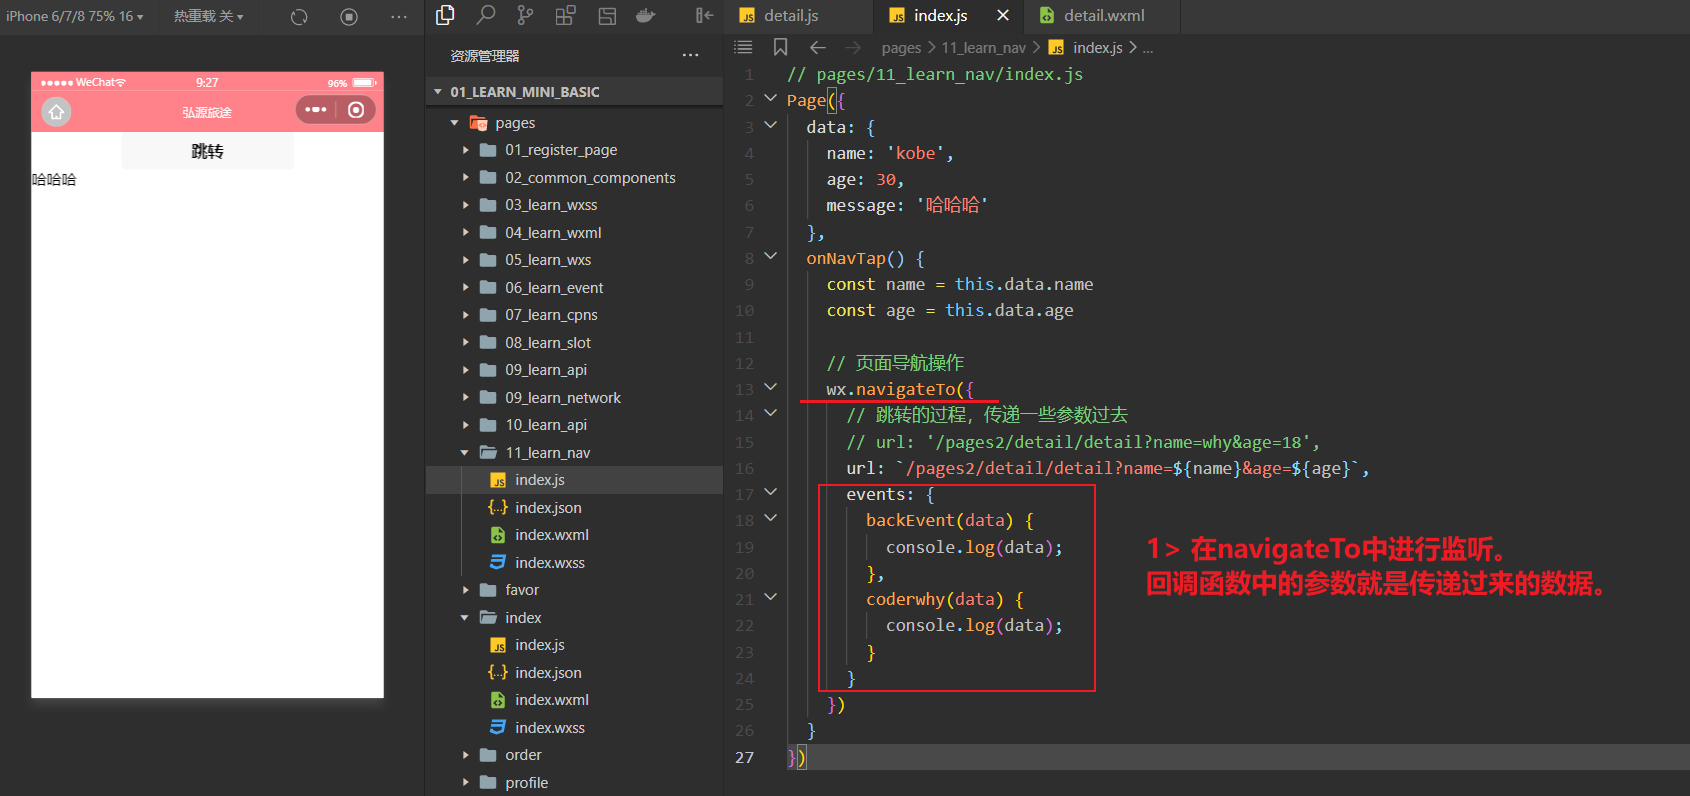 iPhone 6/7/8 75% 16
热重载 关
WeChat
9:27
96%
弘源旅途
跳转
哈哈哈
资源管理器
01_LEARN_MINI_BASIC
pages
01_register_page
02_common_components
03_learn_wxss
04_learn_wxml
05_learn_wxs
06_learn_event
07_learn_cpns
08_learn_slot
09_learn_api
09_learn_network
10_learn_api
11_learn_nav
index.js
index.json
index.wxml
index.wxss
favor
index
index.js
index.json
index.wxml
index.wxss
order
profile
detail.js
index.js
detail.wxml
pages > 11_learn_nav > index.js > ...
1 // pages/11_learn_nav/index.js
2 Page({
3 data: {
4 name: 'kobe',
5 age: 30,
6 message: '哈哈哈'
7 },
8 onNavTap() {
9 const name = this.data.name
10 const age = this.data.age
11
12 // 页面导航操作
13 wx.navigateTo({
14 // 跳转的过程, 传递一些参数过去
15 // url: '/pages2/detail/detail?name=why&age=18',
16 url: `/pages2/detail/detail?name=${name}&age=${age}`,
17 events: {
18 backEvent(data) {
19 console.log(data);
20 },
21 coderwhy(data) {
22 console.log(data);
23 }
24 }
25 })
26 }
27 })
1> 在navigateTo中进行监听。
回调函数中的参数就是传递过来的数据。